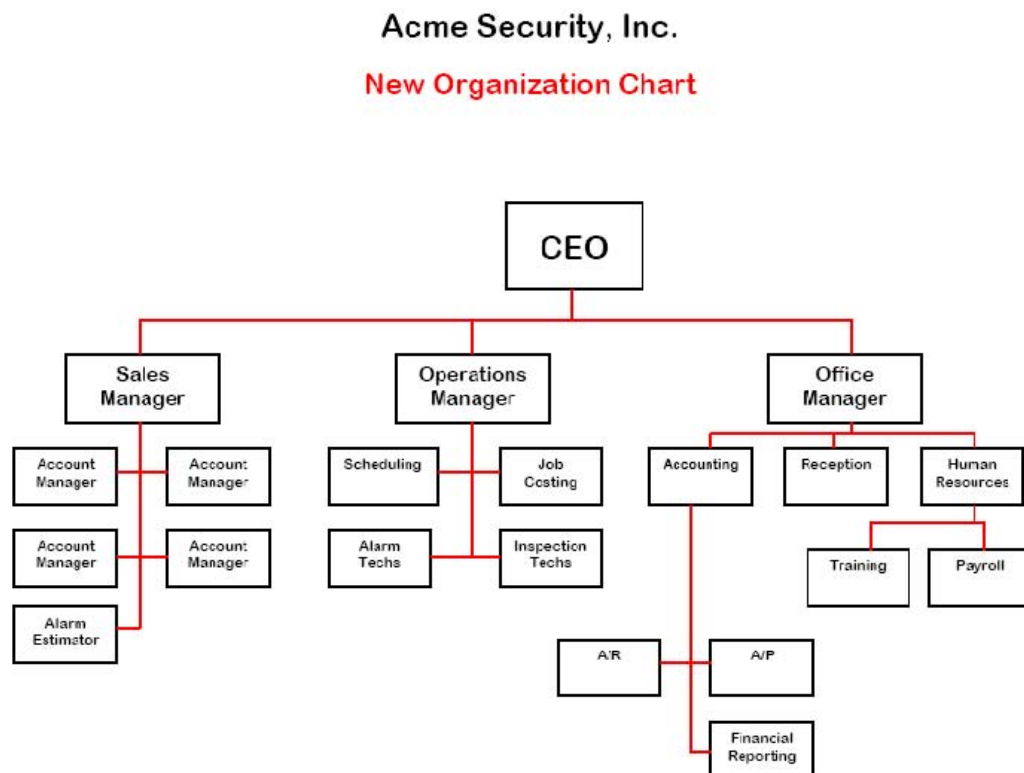 Acme Security, Inc.
New Organization Chart
CEO
Sales
Manager
Operations
Manager
Office
Manager
Account
Manager
Account
Manager
Scheduling
Job
Costing
Accounting
Reception
Human
Resources
Account
Manager
Account
Manager
Alarm
Techs
Inspection
Techs
Training
Payroll
Alarm
Estimator
A/R
A/P
Financial
Reporting